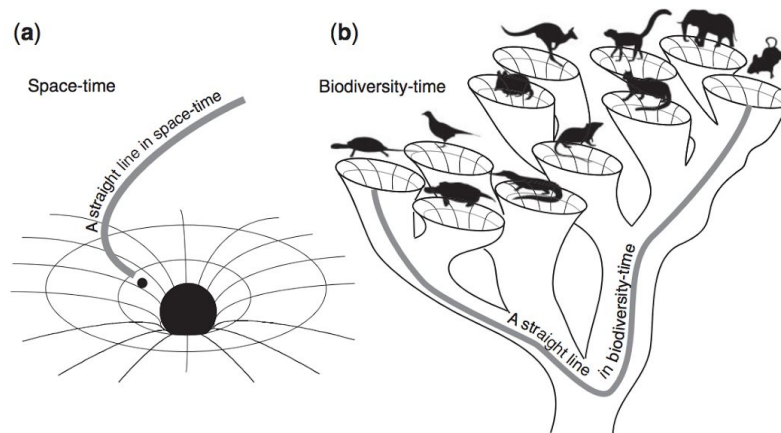 (a)
Space-time
A straight line in space-time
(b)
Biodiversity-time
A straight line
in biodiversity-time